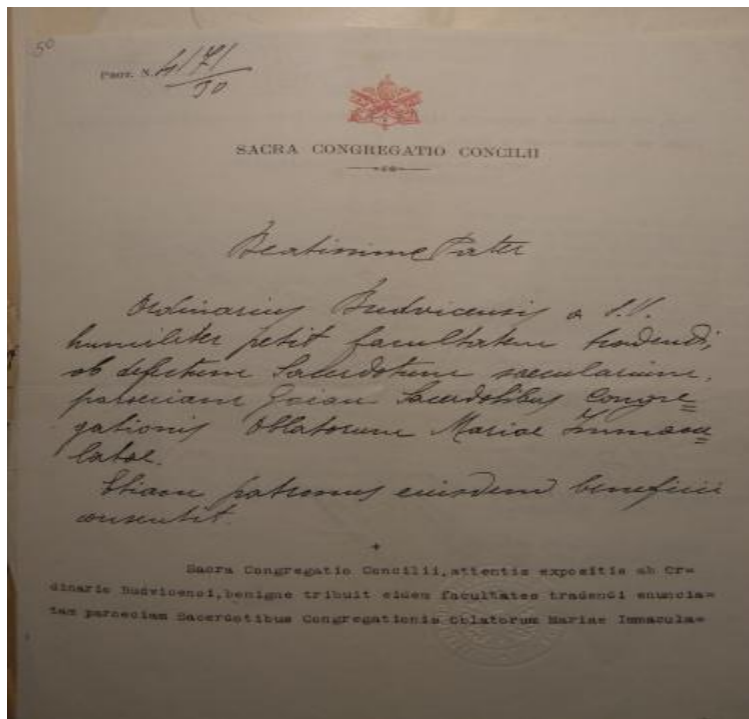 50
PROT. N. 4171/30
SACRA CONGREGATIO CONCILII
Beatissime Pater
Ordinarius Budvicensis a S.V.
humiliter petit facultatem tradendi,
ob defectum Sacerdotum saecularium,
paroeciam Sacerdotibus Congre=
gationis Oblatorum Mariae Immacu=
latae.
Etiam patronus eiusdem beneficii
consentit.
Sacra Congregatio Concilii, attentis expositis ab Or=
dinario Budvicensi, benigne tribuit eidem facultates tradendi enuncia=
tam paroeciam Sacerdotibus Congregationis Oblatorum Mariae Immacula=